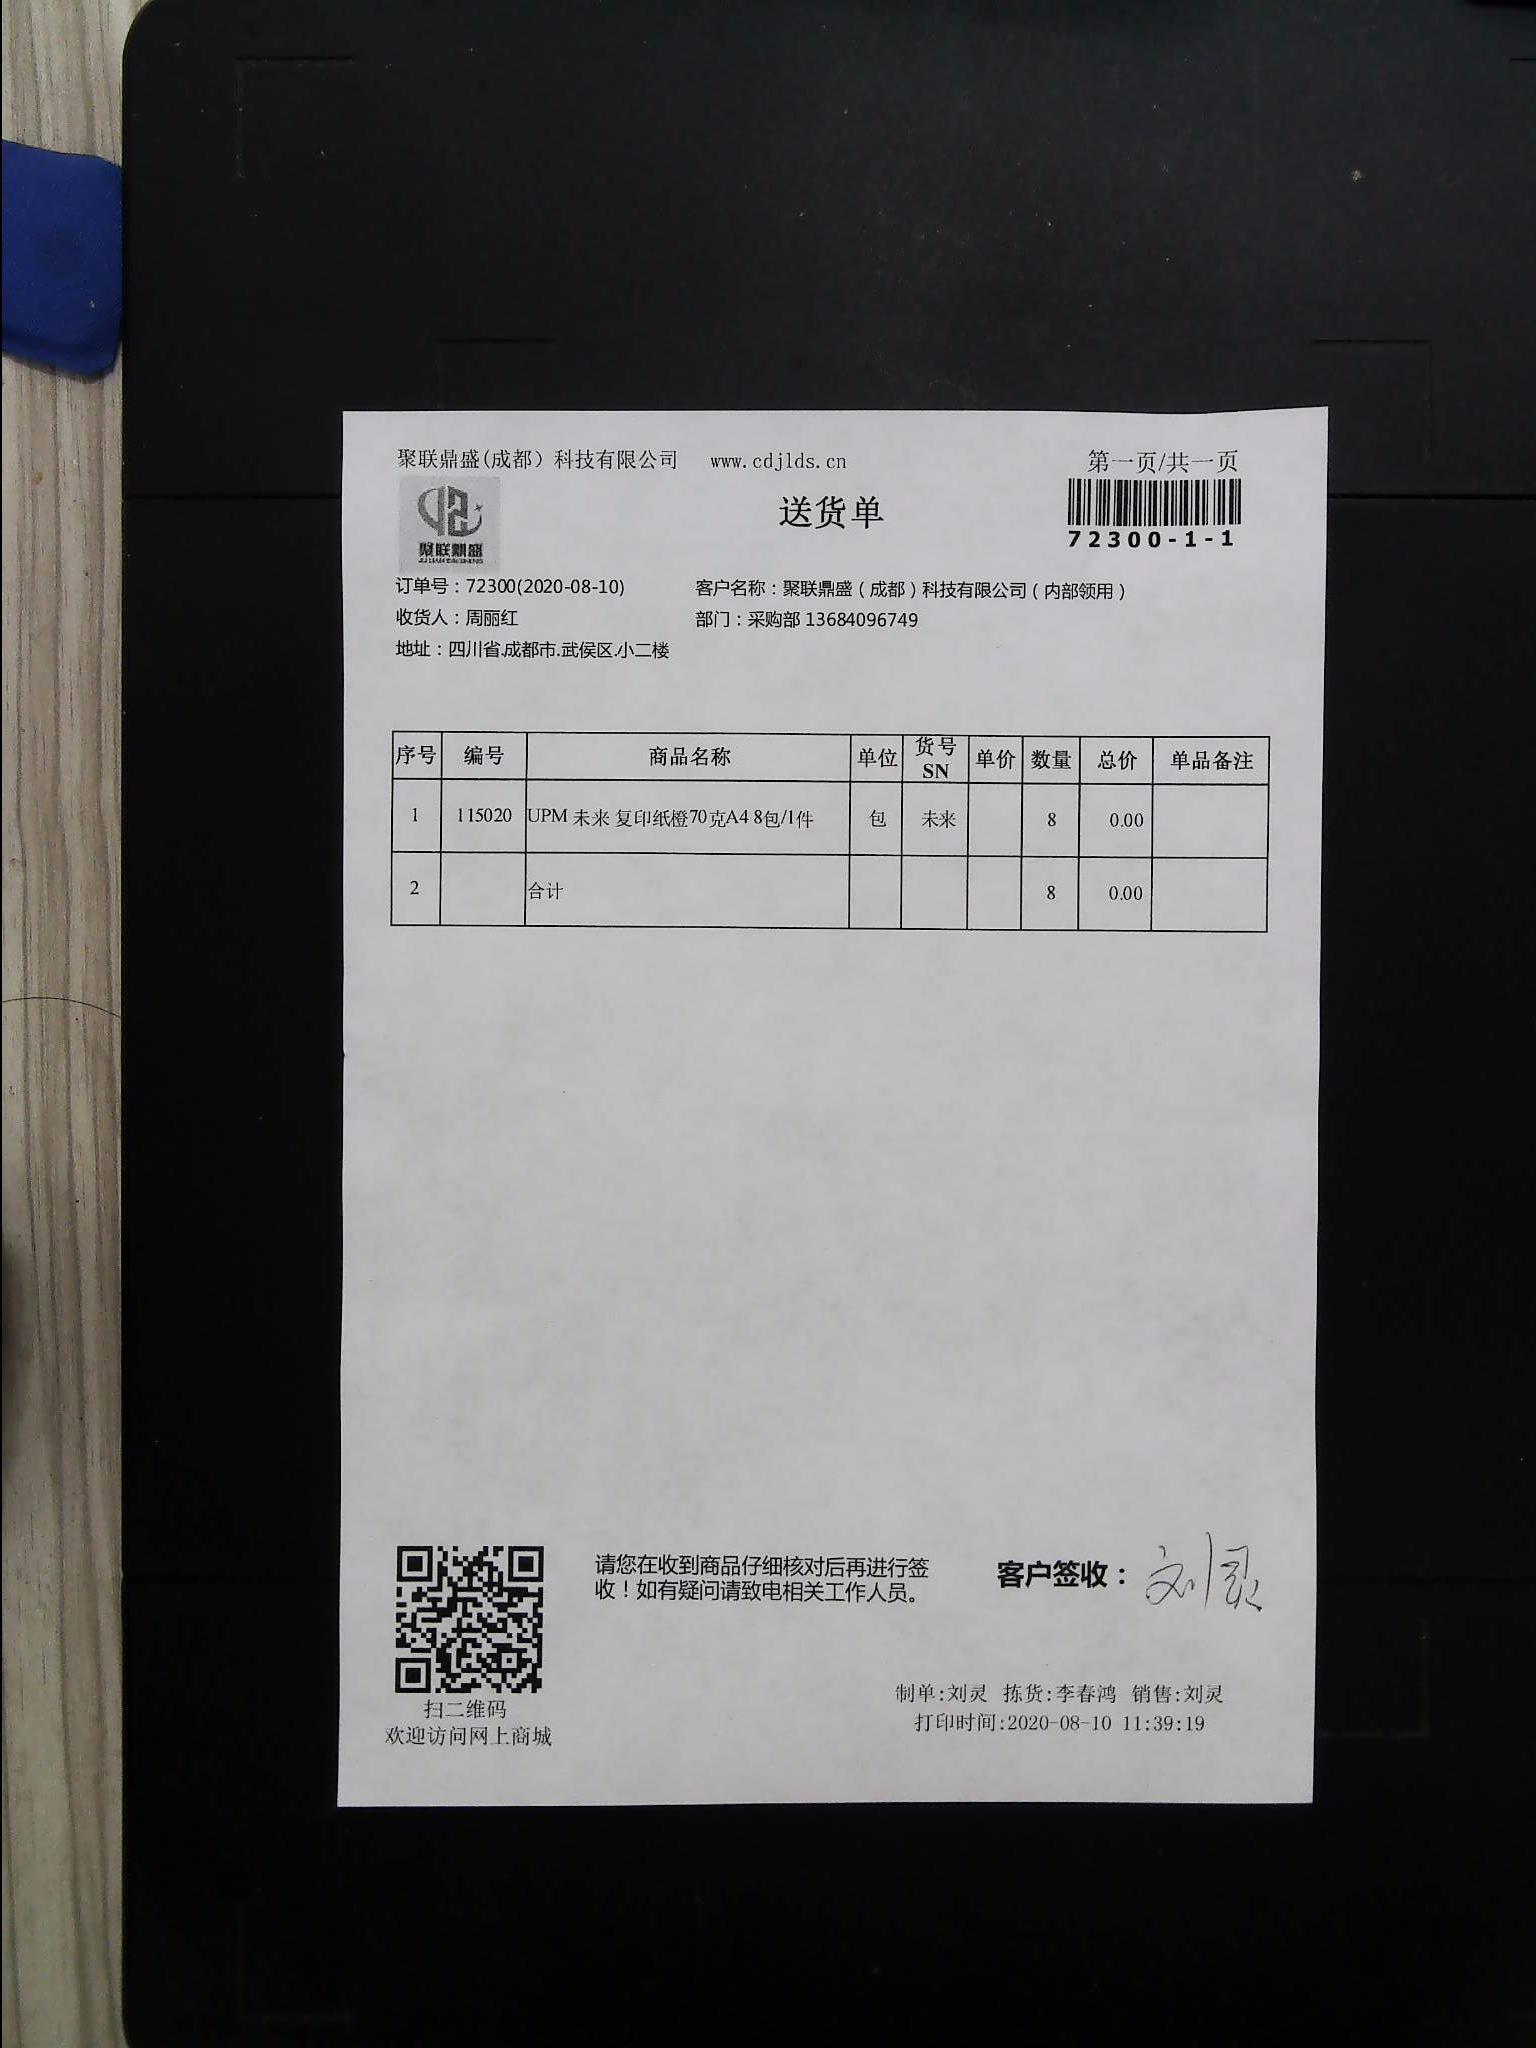 聚联鼎盛(成都）科技有限公司 www.cdjlds.cn 第一页/共一页
送货单
聚联鼎盛
72300-1-1
订单号：72300(2020-08-10) 客户名称：聚联鼎盛（成都）科技有限公司（内部领用）
收货人：周丽红 部门：采购部 13684096749
地址：四川省.成都市.武侯区.小二楼
序号 编号 商品名称 单位 货号 SN 单价 数量 总价 单品备注
1 115020 UPM 未来 复印纸橙70克A4 8包/1件 包 未来 8 0.00
2 合计 8 0.00
请您在收到商品仔细核对后再进行签
收！如有疑问请致电相关工作人员。
客户签收： 刘灵
扫二维码
欢迎访问网上商城
制单:刘灵 拣货:李春鸿 销售:刘灵
打印时间:2020-08-10 11:39:19